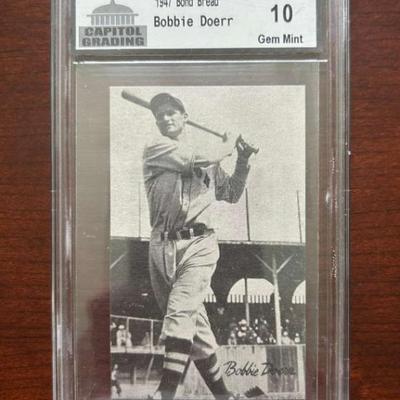 1947 Bond Bread
CAPITOL
GRADING
Bobbie Doerr
10
Gem Mint
Bobbie Doerr